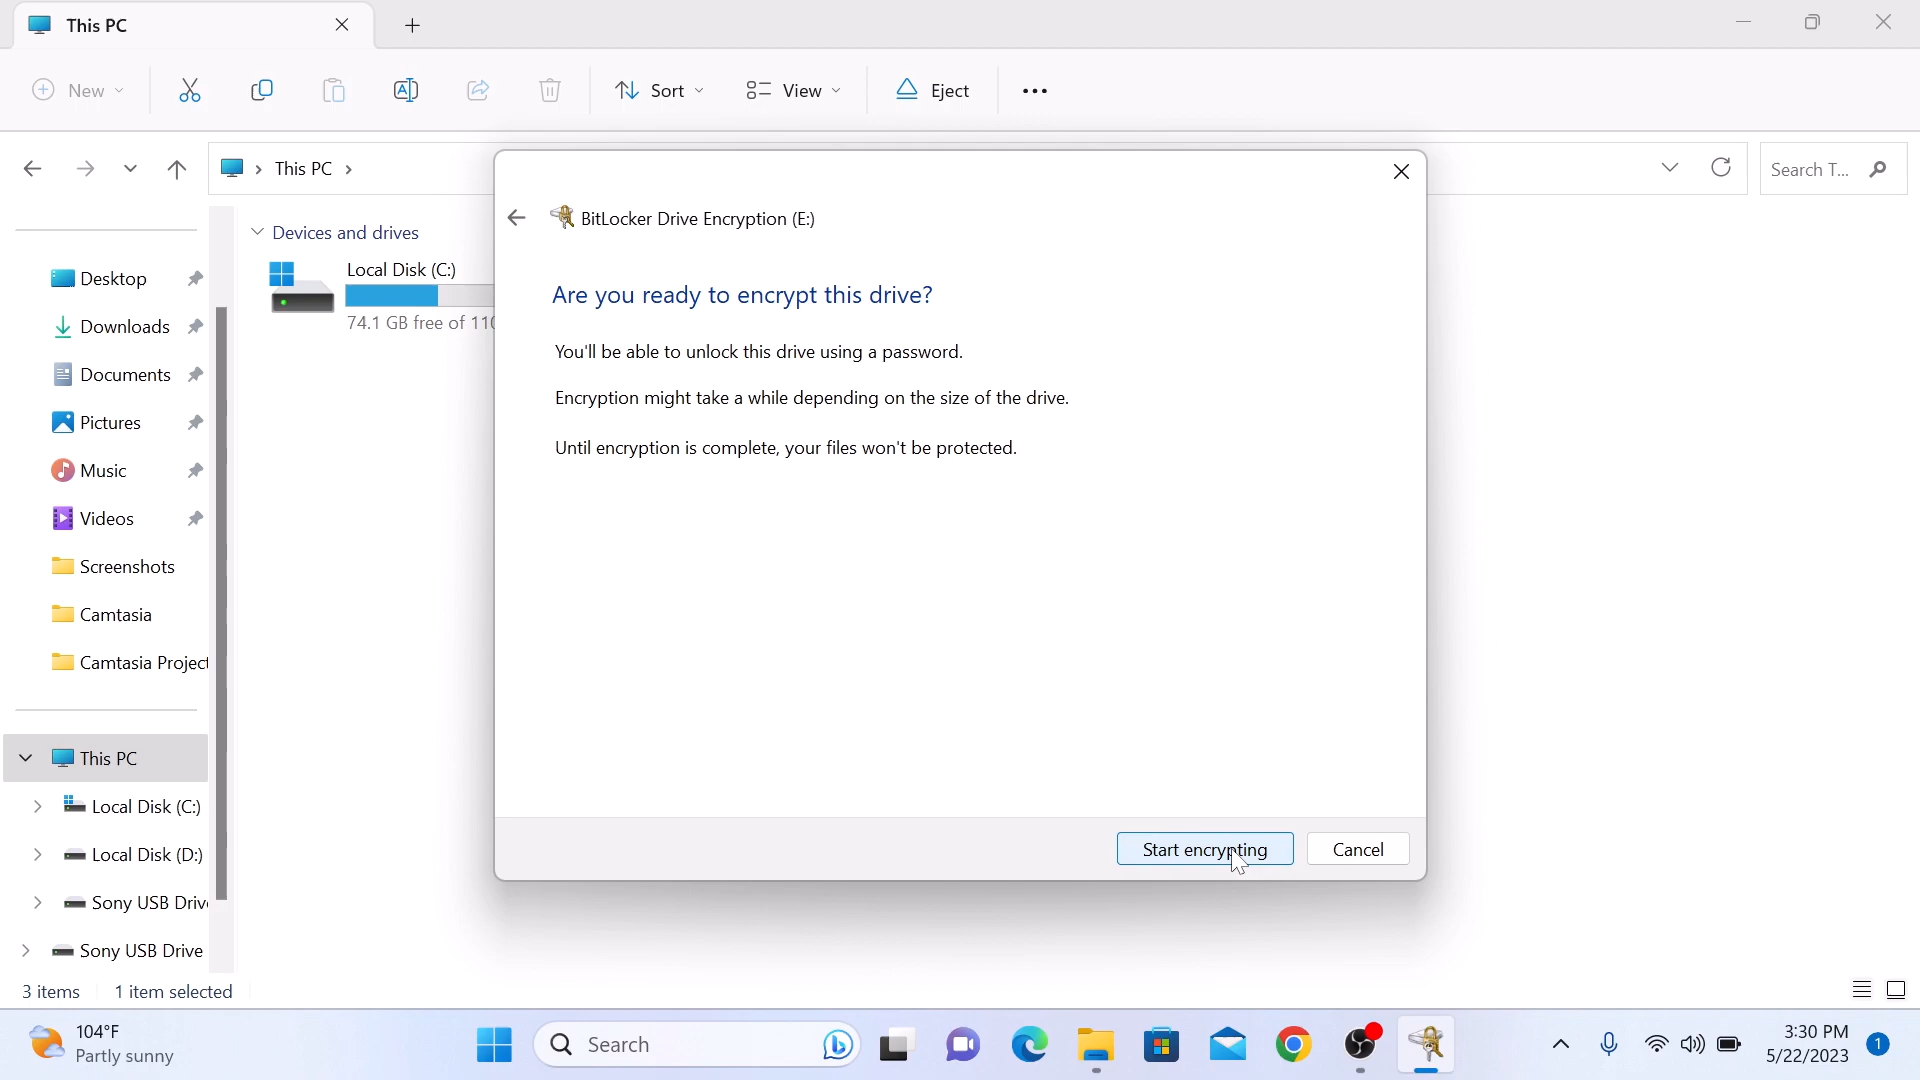 This PC
New
Sort
View
Eject
This PC
Search T...
Desktop
Downloads
Documents
Pictures
Music
Videos
Screenshots
Camtasia
Camtasia Project
This PC
Local Disk (C:)
Local Disk (D:)
Sony USB Driv
Sony USB Drive
Devices and drives
Local Disk (C:)
74.1 GB free of 110
BitLocker Drive Encryption (E:)
Are you ready to encrypt this drive?
You'll be able to unlock this drive using a password.
Encryption might take a while depending on the size of the drive.
Until encryption is complete, your files won't be protected.
Start encrypting
Cancel
3 items
1 item selected
104°F
Partly sunny
Search
3:30 PM
5/22/2023
1